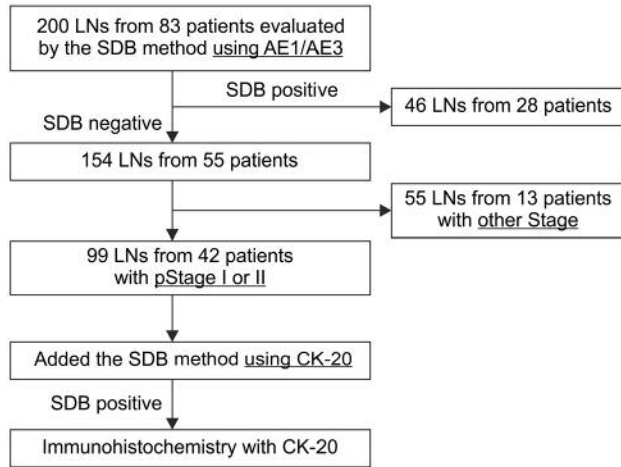 200 LNs from 83 patients evaluated
by the SDB method using AE1/AE3
SDB positive
46 LNs from 28 patients
SDB negative
154 LNs from 55 patients
55 LNs from 13 patients
with other Stage
99 LNs from 42 patients
with pStage I or II
Added the SDB method using CK-20
SDB positive
Immunohistochemistry with CK-20